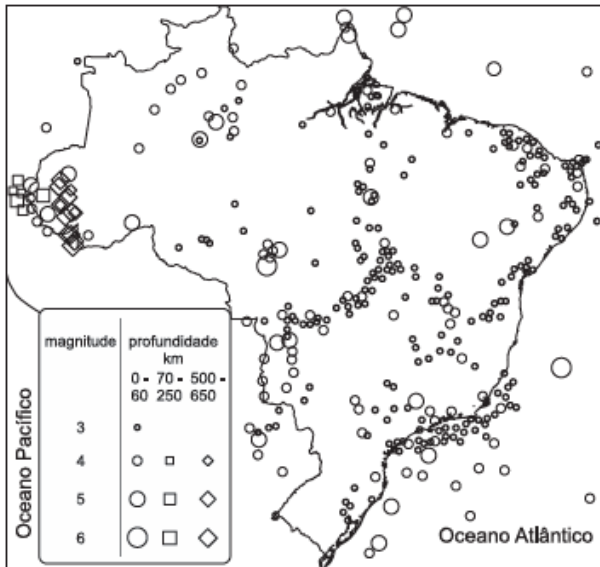 magnitude profundidade
km
0 - 70 - 500 -
60 250 650
3
4
5
6
Oceano Pacífico
Oceano Atlântico